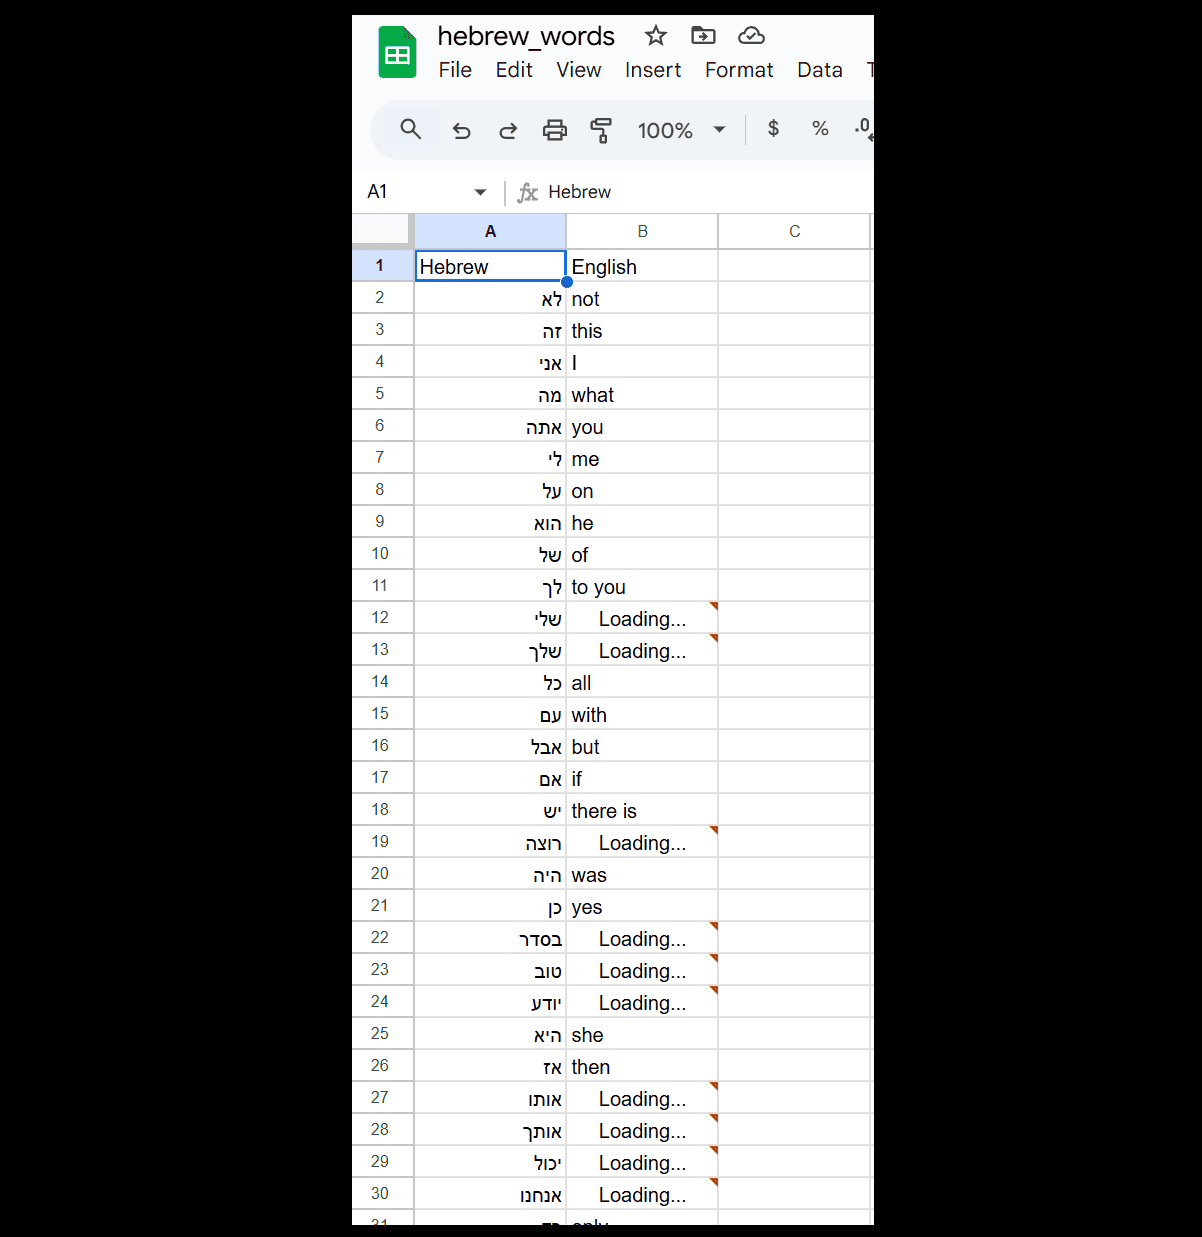 hebrew_words
File Edit View Insert Format Data
100% $ % .0
A1 fx Hebrew
A B C
1 Hebrew English
2 לא not
3 זה this
4 אני I
5 מה what
6 אתה you
7 לי me
8 על on
9 הוא he
10 של of
11 לך to you
12 שלי Loading...
13 שלך Loading...
14 כל all
15 עם with
16 אבל but
17 אם if
18 יש there is
19 רוצה Loading...
20 היה was
21 כן yes
22 בסדר Loading...
23 טוב Loading...
24 יודע Loading...
25 היא she
26 אז then
27 אותו Loading...
28 אותך Loading...
29 יכול Loading...
30 אנחנו Loading...
31 only